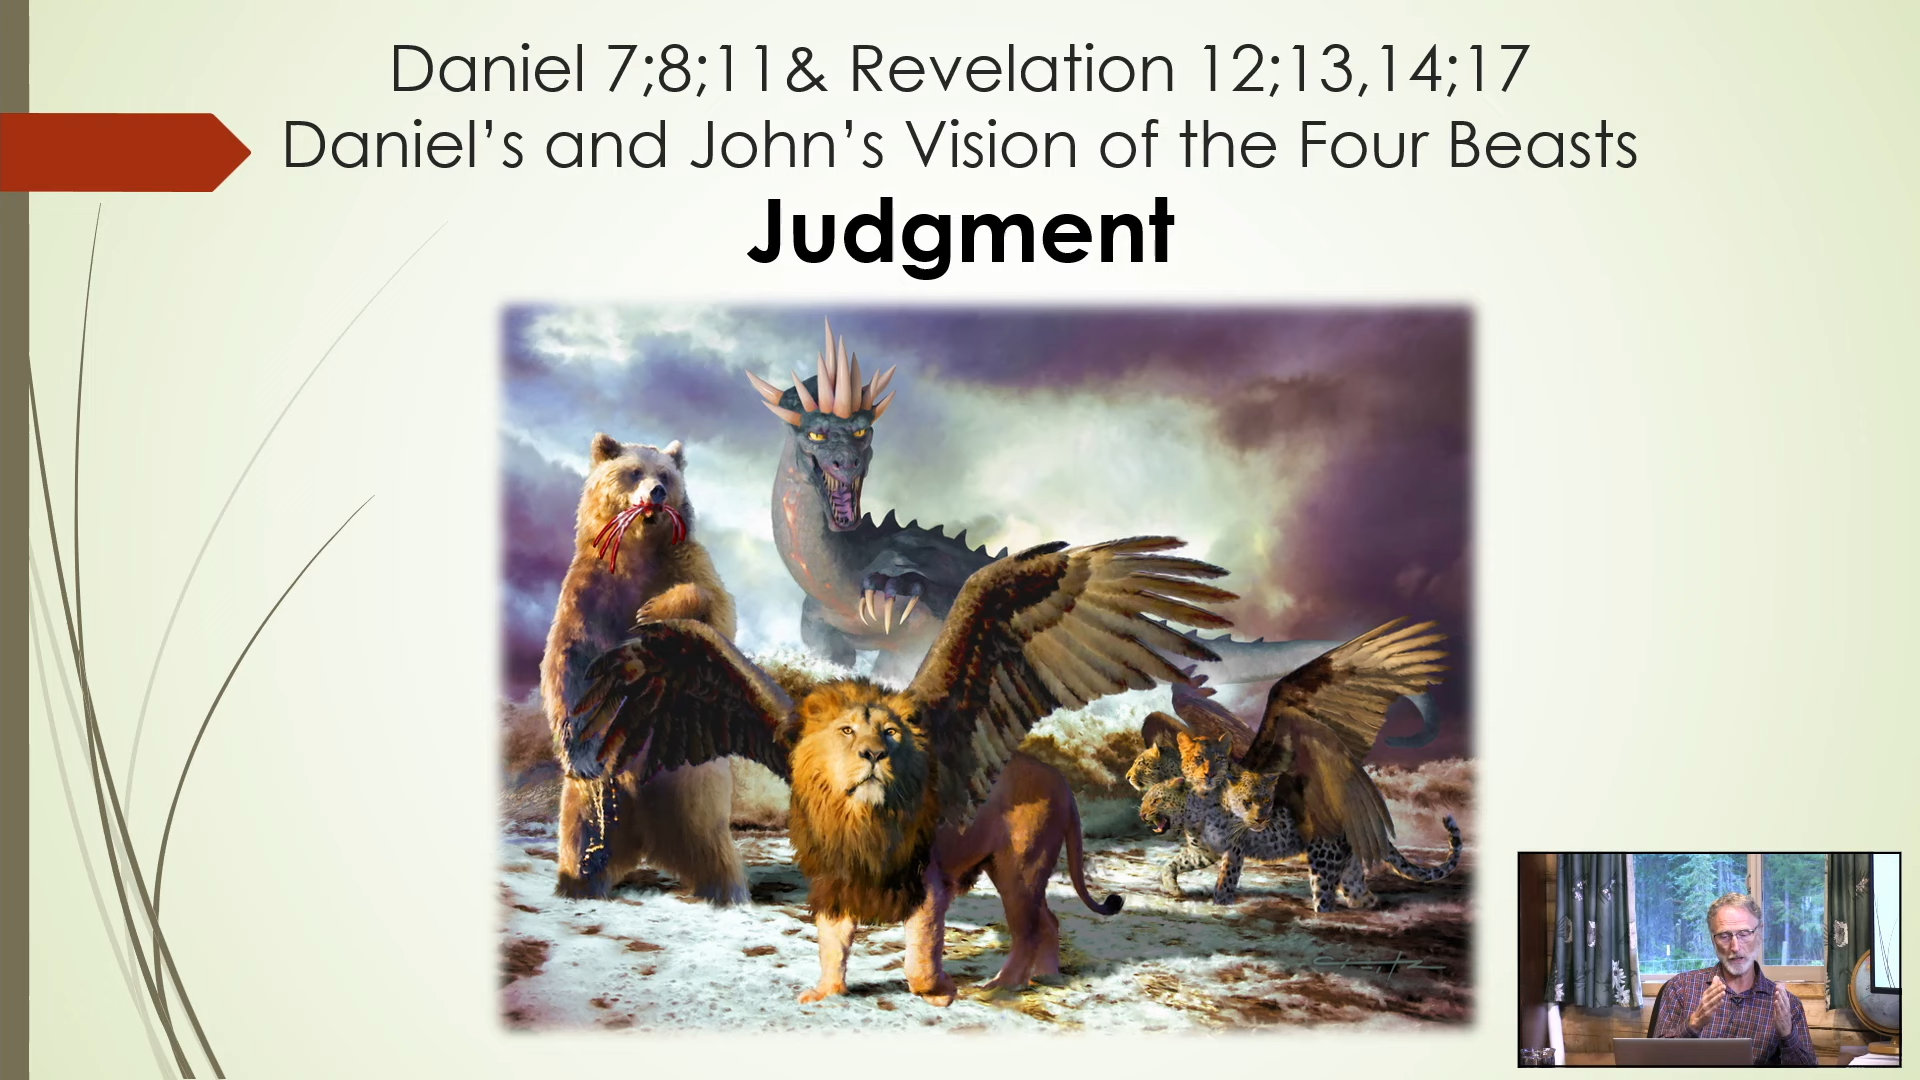 Daniel 7;8;11& Revelation 12;13,14;17
Daniel’s and John’s Vision of the Four Beasts
Judgment